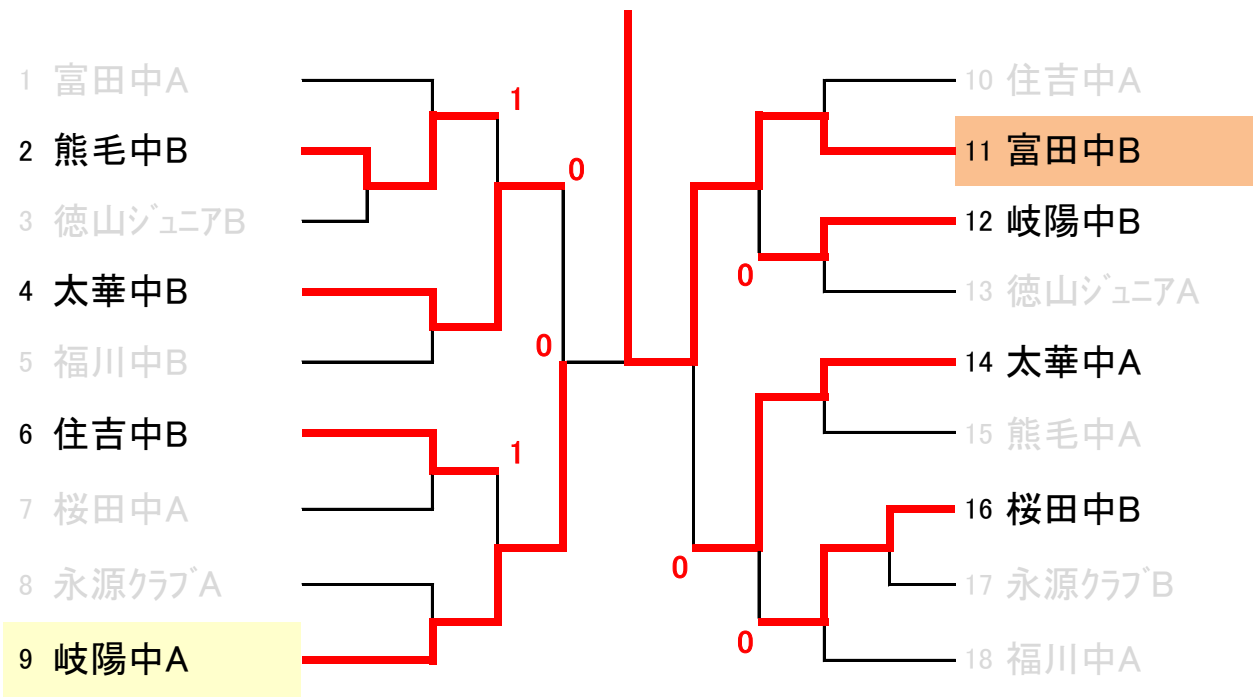 1 富田中A
2 熊毛中B
3 徳山ジュニアB
4 太華中B
5 福川中B
6 住吉中B
7 桜田中A
8 永源クラブA
9 岐陽中A
1
0
0
1
10 住吉中A
11 富田中B
12 岐陽中B
13 徳山ジュニアA
14 太華中A
15 熊毛中A
16 桜田中B
17 永源クラブB
18 福川中A
0
0
0